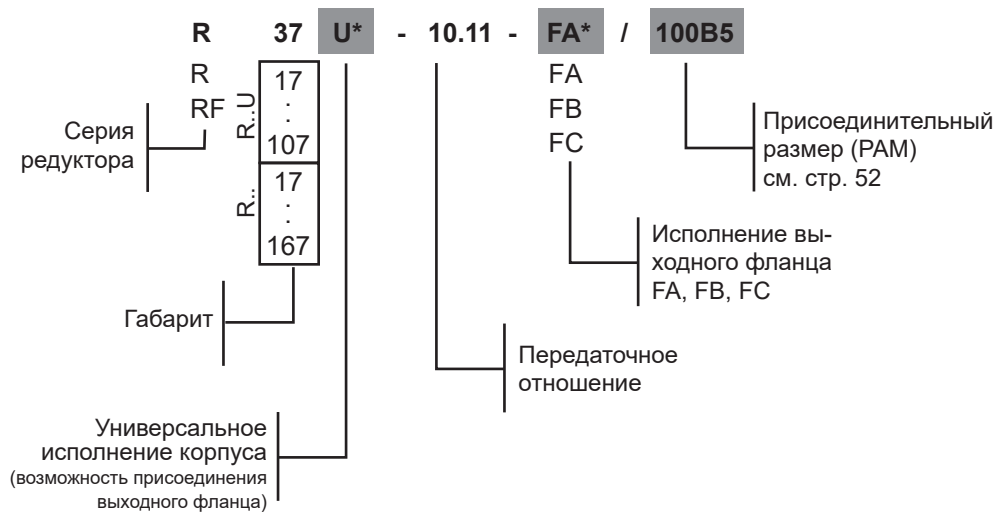 R 37 U* - 10.11 - FA* / 100B5
R
RF
R..U
17
.
.
107
R..
17
.
.
167
FA
FB
FC
Серия
редуктора
Присоединительный
размер (PAM)
см. стр. 52
Исполнение вы-
ходного фланца
FA, FB, FC
Габарит
Передаточное
отношение
Универсальное
исполнение корпуса
(возможность присоединения
выходного фланца)